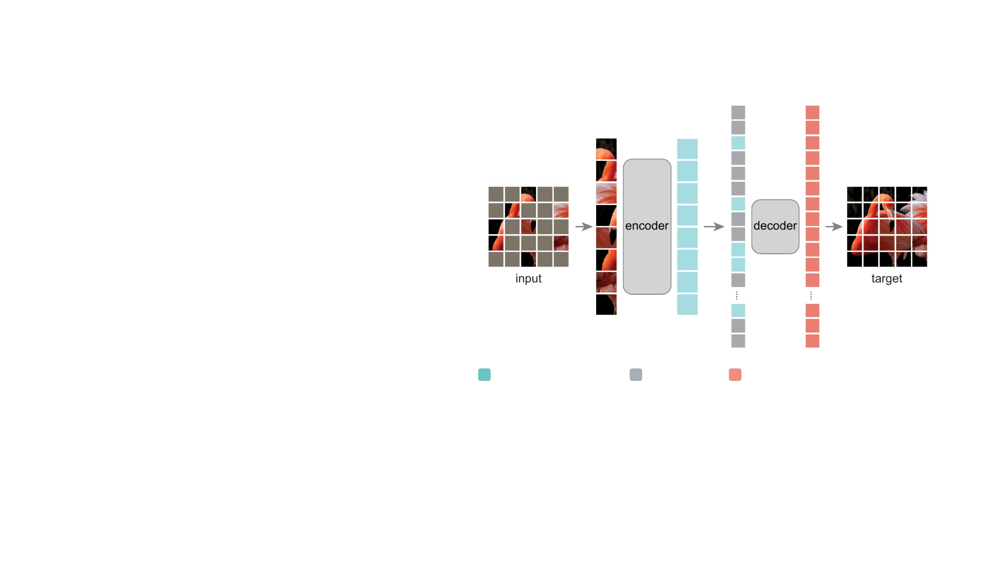 encoder
decoder
input
target